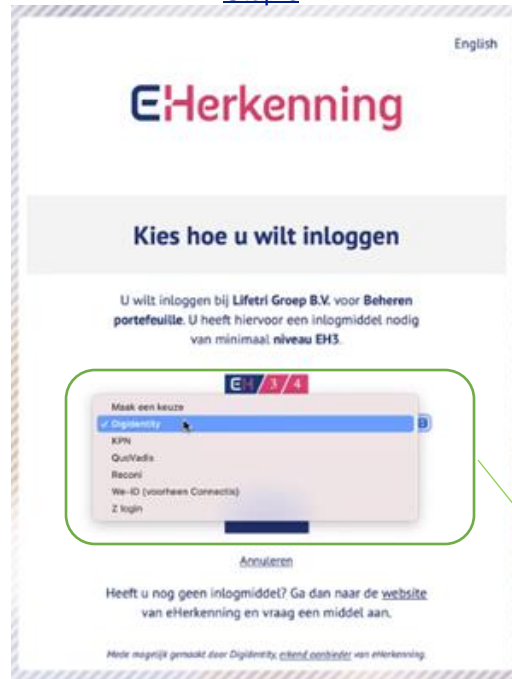 English
EHerkenning
Kies hoe u wilt inloggen
U wilt inloggen bij Lifetri Groep B.V. voor Beheren
portefeuille. U heeft hiervoor een inlogmiddel nodig
van minimaal niveau EH3.
EH 3 4
Maak een keuze
✓ Digidentity
KPN
QuoVadis
Reconi
We-ID (voorheen Connectis)
Z login
Annuleren
Heeft u nog geen inlogmiddel? Ga dan naar de website
van eHerkenning en vraag een middel aan.
Mede mogelijk gemaakt door Digidentity, erkend aanbieder van eHerkenning.